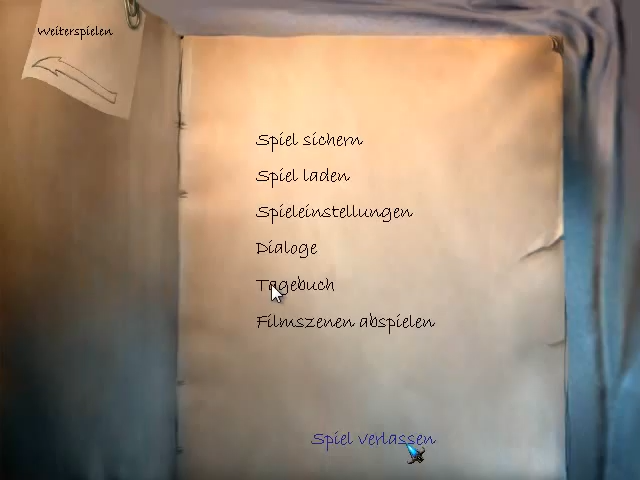 Weiterspielen
Spiel sichern
Spiel laden
Spieleinstellungen
Dialoge
Tagebuch
Filmszenen abspielen
Spiel verlassen